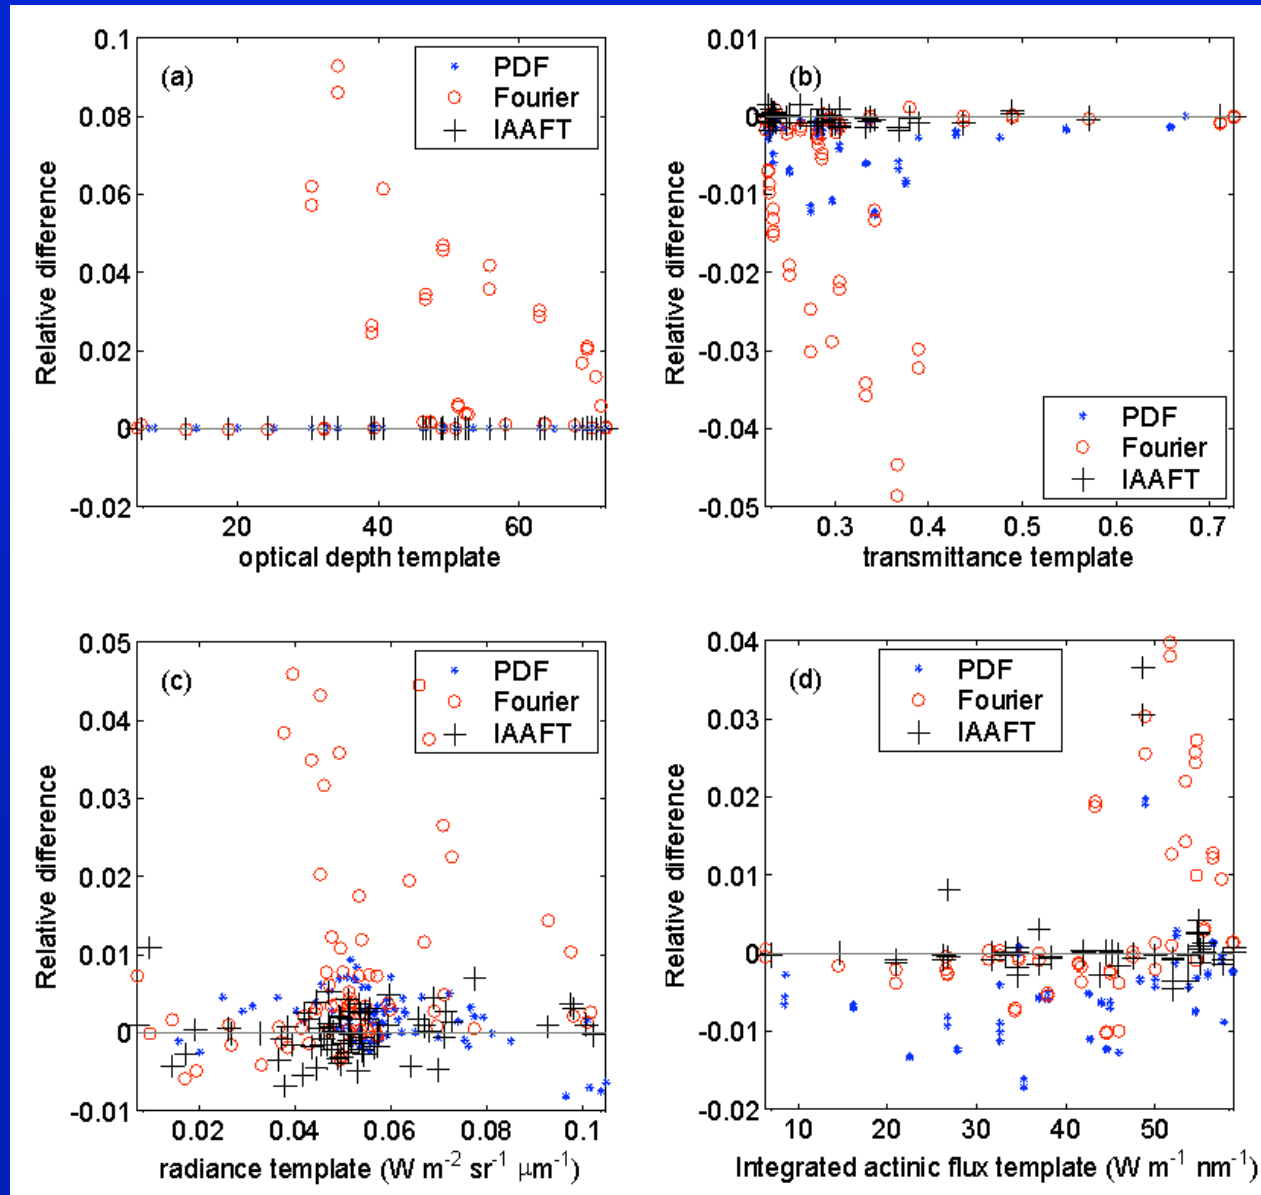 (a)
PDF
Fourier
IAAFT
0.1
0.08
0.06
0.04
0.02
0
-0.02
Relative difference
20 40 60
optical depth template
(b)
0.01
0
-0.01
-0.02
-0.03
-0.04
-0.05
Relative difference
PDF
Fourier
IAAFT
0.3 0.4 0.5 0.6 0.7
transmittance template
(c)
PDF
Fourier
IAAFT
0.05
0.04
0.03
0.02
0.01
0
-0.01
Relative difference
0.02 0.04 0.06 0.08 0.1
radiance template (W m⁻² sr⁻¹ μm⁻¹)
(d)
PDF
Fourier
IAAFT
0.04
0.03
0.02
0.01
0
-0.01
-0.02
Relative difference
10 20 30 40 50
Integrated actinic flux template (W m⁻¹ nm⁻¹)